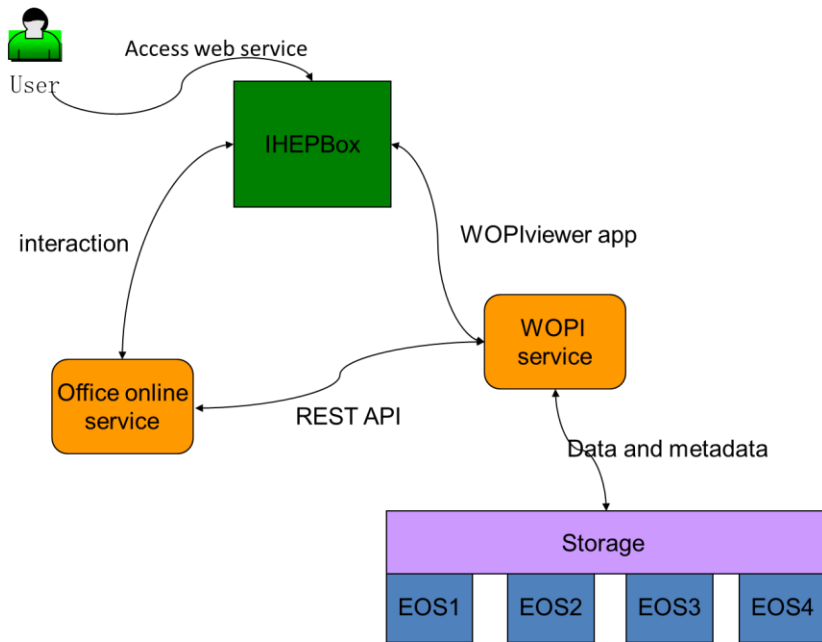 Access web service
User
IHEPBox
interaction
WOPIviewer app
WOPI
service
Office online
service
REST API
Data and metadata
Storage
EOS1
EOS2
EOS3
EOS4